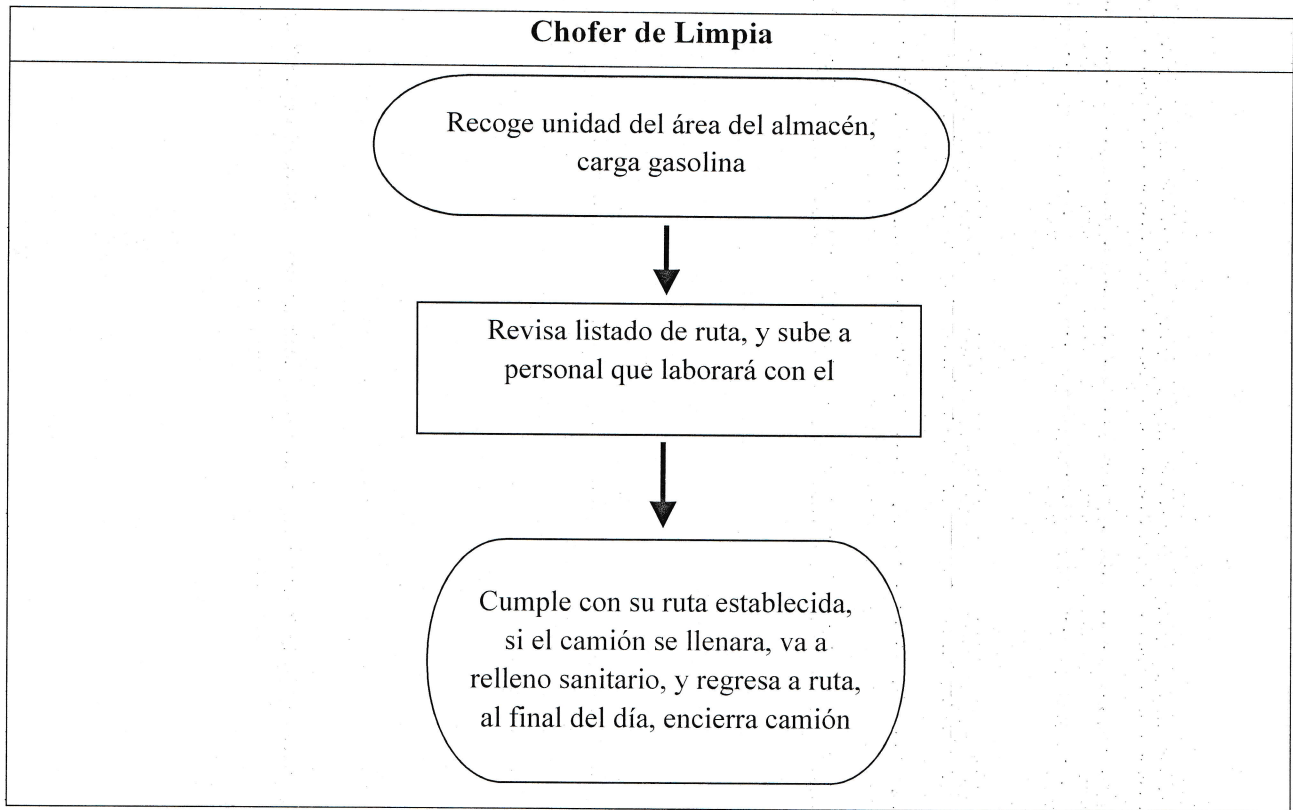 Chofer de Limpia
Recoge unidad del área del almacén,
carga gasolina
Revisa listado de ruta, y sube a
personal que laborará con el
Cumple con su ruta establecida,
si el camión se llenara, va a
relleno sanitario, y regresa a ruta,
al final del día, encierra camión